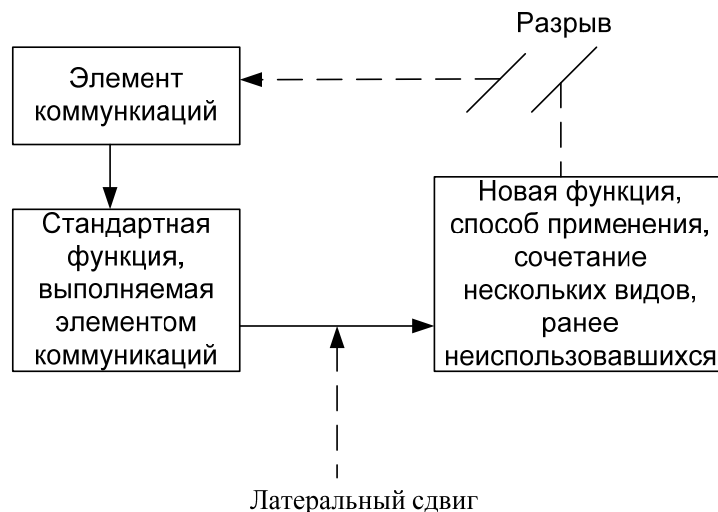 Разрыв
Элемент
коммункиаций
Стандартная
функция,
выполняемая
элементом
коммуникаций
Новая функция,
способ применения,
сочетание
нескольких видов,
ранее
неиспользовавшихся
Латеральный сдвиг